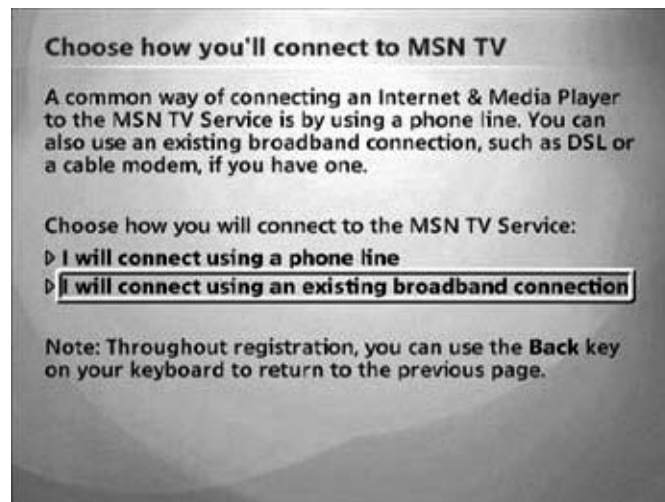 Choose how you'll connect to MSN TV
A common way of connecting an Internet & Media Player
to the MSN TV Service is by using a phone line. You can
also use an existing broadband connection, such as DSL or
a cable modem, if you have one.
Choose how you will connect to the MSN TV Service:
I will connect using a phone line
I will connect using an existing broadband connection
Note: Throughout registration, you can use the Back key
on your keyboard to return to the previous page.